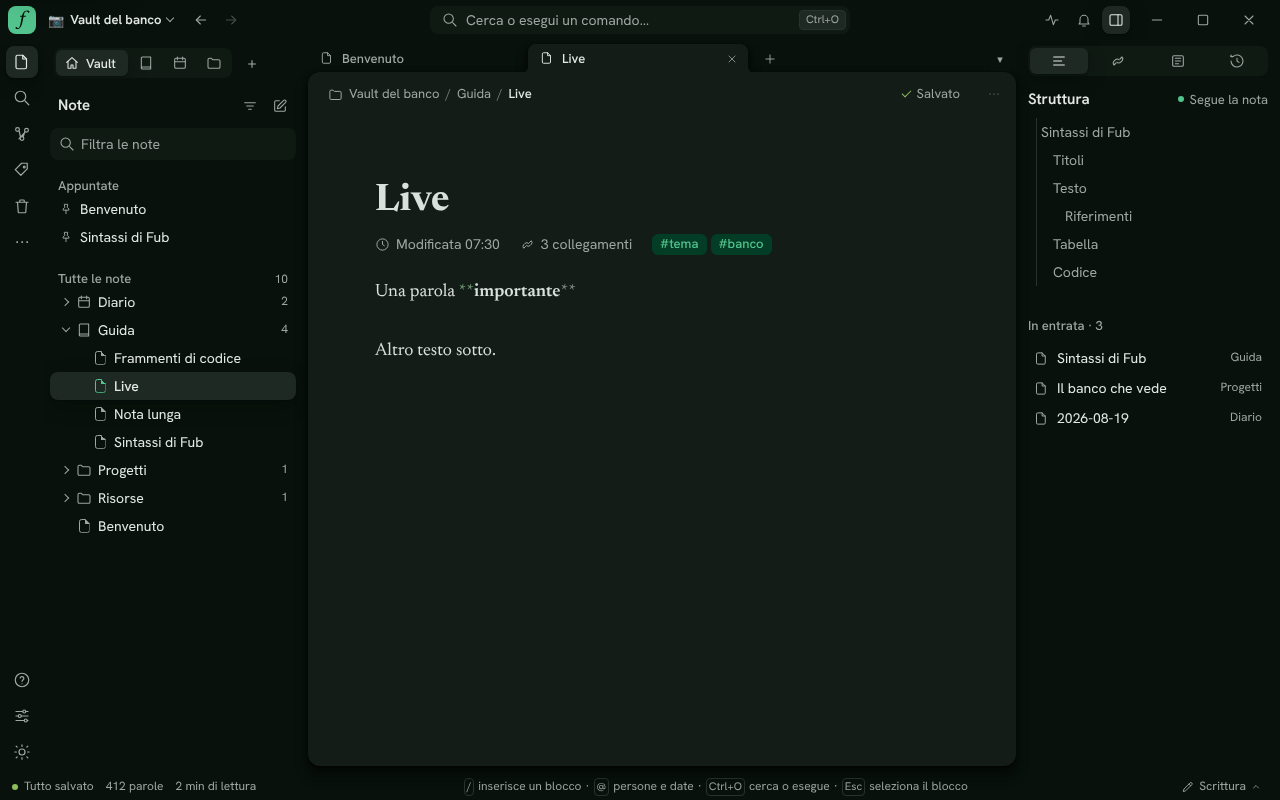 f
Vault del banco
Cerca o esegui un comando…
Ctrl+O
Vault
Note
Filtra le note
Appuntate
Benvenuto
Sintassi di Fub
Tutte le note 10
Diario 2
Guida 4
Frammenti di codice
Live
Nota lunga
Sintassi di Fub
Progetti 1
Risorse 1
Benvenuto
Benvenuto
Live
Vault del banco / Guida / Live
Salvato
Live
Modificata 07:30
3 collegamenti
#tema #banco
Una parola **importante**
Altro testo sotto.
Struttura
Segue la nota
Sintassi di Fub
Titoli
Testo
Riferimenti
Tabella
Codice
In entrata · 3
Sintassi di Fub Guida
Il banco che vede Progetti
2026-08-19 Diario
Tutto salvato 412 parole 2 min di lettura
/ inserisce un blocco · @ persone e date · Ctrl+O cerca o esegue · Esc seleziona il blocco
Scrittura